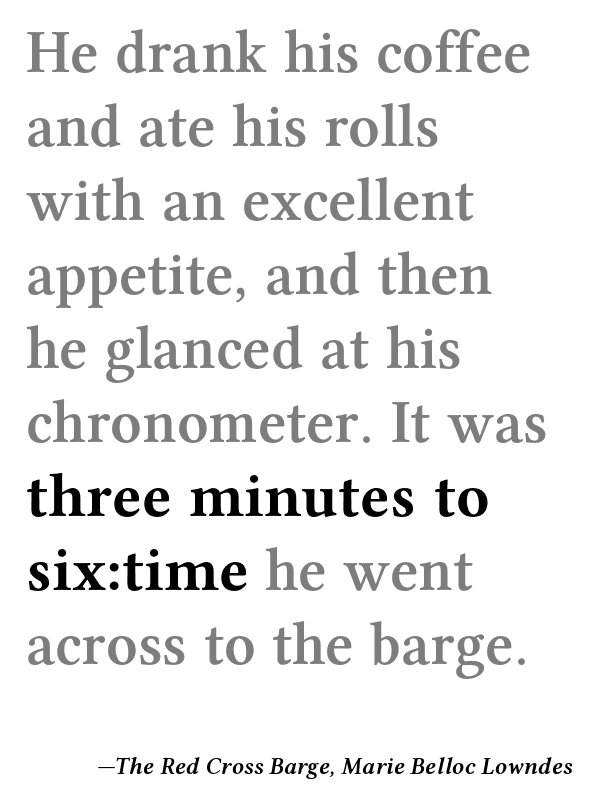 He drank his coffee
and ate his rolls
with an excellent
appetite, and then
he glanced at his
chronometer. It was
three minutes to
six:time he went
across to the barge.
—The Red Cross Barge, Marie Belloc Lowndes